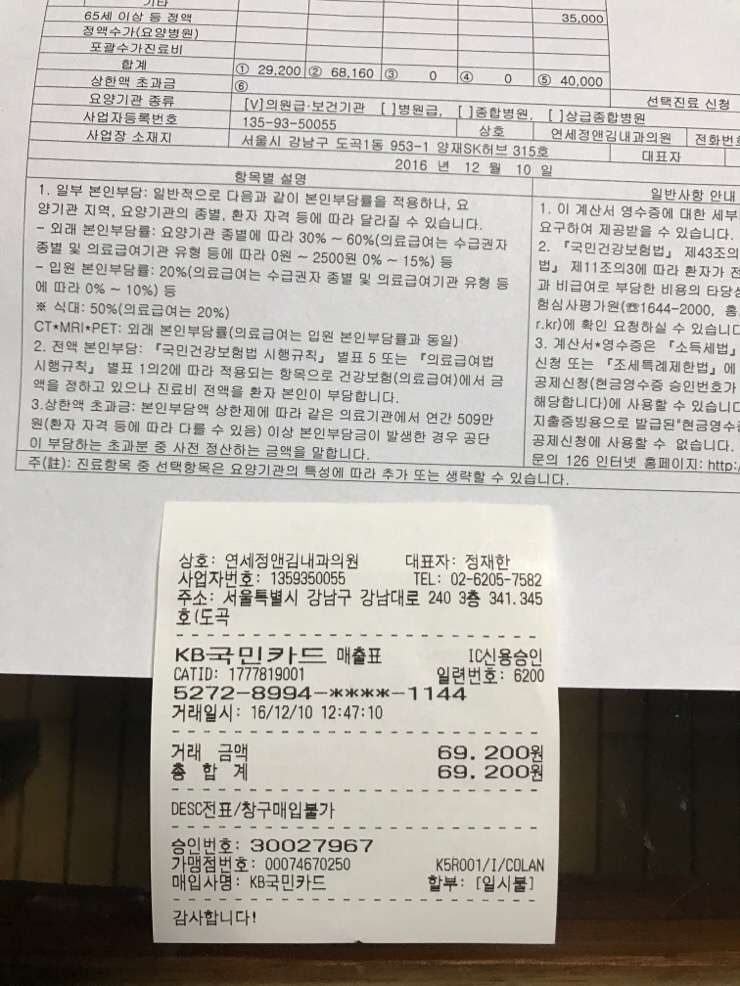 기타
65세 이상 등 정액 35,000
정액수가(요양병원)
포괄수가진료비
합계 ① 29,200 ② 68,160 ③ 0 ④ 0 ⑤ 40,000
상한액 초과금 ⑥ 선택진료 신청
요양기관 종류 [V]의원급·보건기관 [ ]병원급, [ ]종합병원, [ ]상급종합병원
사업자등록번호 135-93-50055 상호 연세정앤김내과의원 전화번호
사업장 소재지 서울시 강남구 도곡1동 953-1 양재SK허브 315호 대표자
2016 년 12 월 10 일
항목별 설명
1. 일부 본인부담: 일반적으로 다음과 같이 본인부담률을 적용하나, 요
양기관 지역, 요양기관의 종별, 환자 자격 등에 따라 달라질 수 있습니다.
- 외래 본인부담률: 요양기관 종별에 따라 30% ~ 60%(의료급여는 수급권자
종별 및 의료급여기관 유형 등에 따라 0원 ~ 2500원 0% ~ 15%) 등
- 입원 본인부담률: 20%(의료급여는 수급권자 종별 및 의료급여기관 유형 등
에 따라 0% ~ 10%) 등
※ 식대: 50%(의료급여는 20%)
CT*MRI*PET: 외래 본인부담률(의료급여는 입원 본인부담률과 동일)
2. 전액 본인부담: 『국민건강보험법 시행규칙』 별표 5 또는 『의료급여법
시행규칙』 별표 1의2에 따라 적용되는 항목으로 건강보험(의료급여)에서 금
액을 정하고 있으나 진료비 전액을 환자 본인이 부담합니다.
3.상한액 초과금: 본인부담액 상한제에 따라 같은 의료기관에서 연간 509만
원(환자 자격 등에 따라 다를 수 있음) 이상 본인부담금이 발생한 경우 공단
이 부담하는 초과분 중 사전 정산하는 금액을 말합니다.
일반사항 안내
1. 이 계산서 영수증에 대한 세부
요구하여 제공받을 수 있습니다.
2. 『국민건강보험법』 제43조의
법』 제11조의3에 따라 환자가 전
과 비급여로 부담한 비용의 타당성
험심사평가원(☏1644-2000, 홈
r.kr)에 확인 요청하실 수 있습니다
3. 계산서*영수증은 『소득세법』
신청 또는 『조세특례제한법』에
공제신청(현금영수증 승인번호가
해당합니다)에 사용할 수 있습니다
지출증빙용으로 발급된"현금영수증
공제신청에 사용할 수 없습니다.
문의 126 인터넷 홈페이지: http:/
주(註): 진료항목 중 선택항목은 요양기관의 특성에 따라 추가 또는 생략할 수 있습니다.
상호: 연세정앤김내과의원 대표자: 정재한
사업자번호: 1359350055 TEL: 02-6205-7582
주소: 서울특별시 강남구 강남대로 240 3층 341.345
호(도곡
KB국민카드 매출표 IC신용승인
CATID: 1777819001 일련번호: 6200
5272-8994-****-1144
거래일시: 16/12/10 12:47:10
거래 금액 69.200원
총 합 계 69.200원
DESC전표/창구매입불가
승인번호: 30027967
가맹점번호: 00074670250 K5R001/I/COLAN
매입사명: KB국민카드 할부: [일시불]
감사합니다!